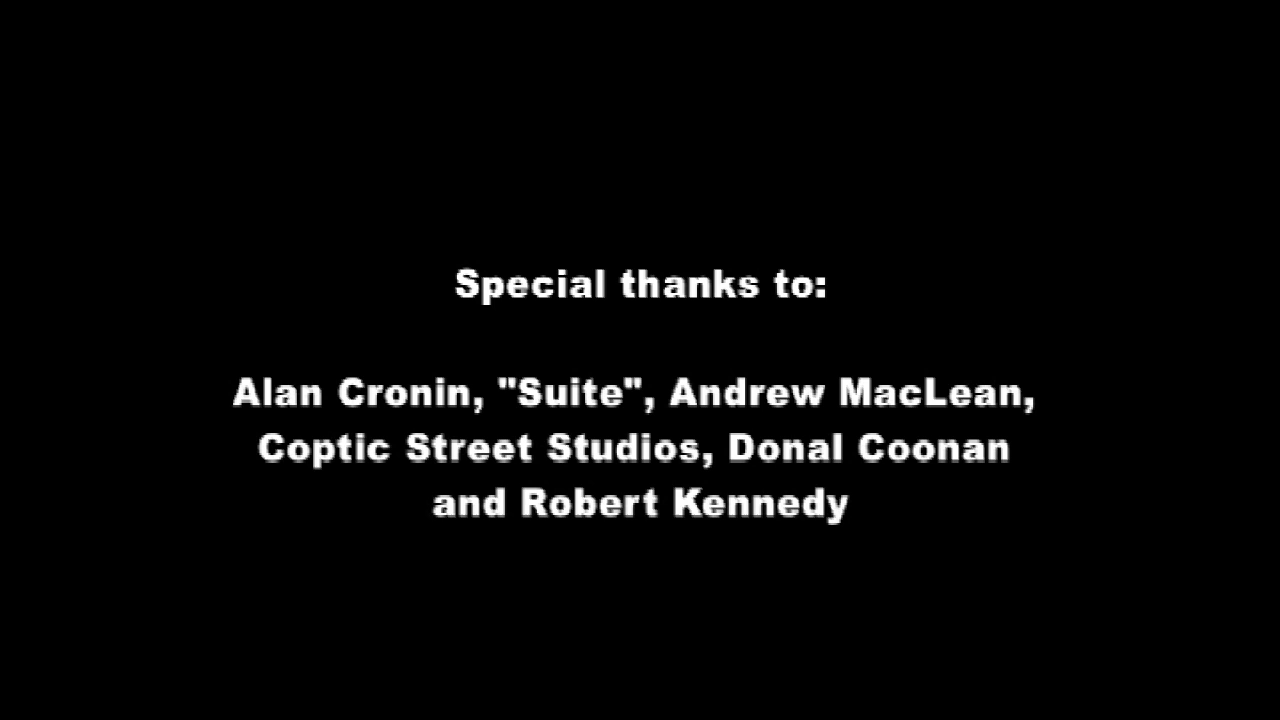 Special thanks to:
Alan Cronin, "Suite", Andrew MacLean,
Coptic Street Studios, Donal Coonan
and Robert Kennedy